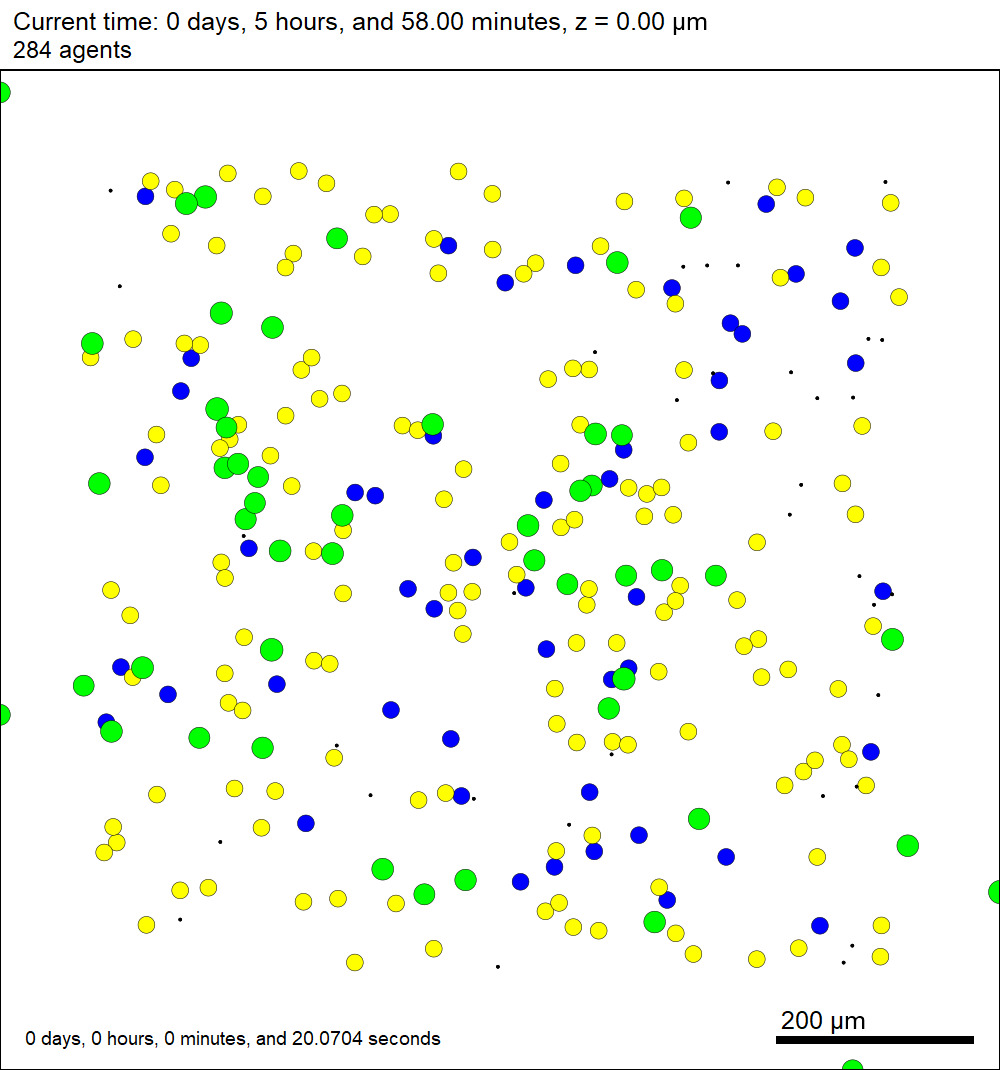 Current time: 0 days, 5 hours, and 58.00 minutes, z = 0.00 µm
284 agents
200 µm
0 days, 0 hours, 0 minutes, and 20.0704 seconds